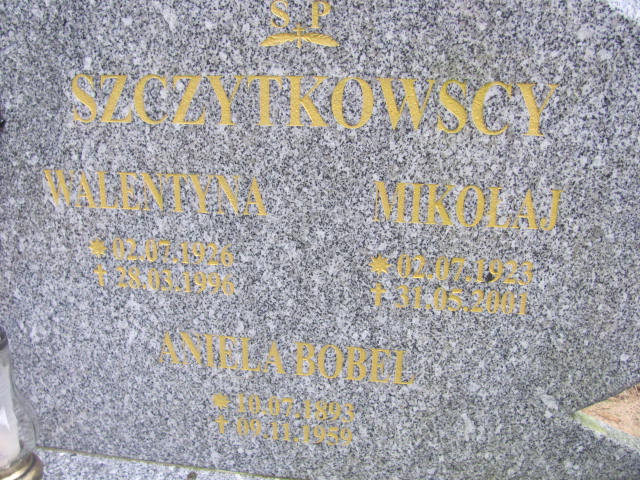 S P
SZCZYTKOWSCY
WALENTYNA
* 02.07.1926
† 28.03.1996
MIKOŁAJ
* 02.07.1923
† 31.05.2001
ANIELA BOBEL
* 10.07.1893
† 09.11.1959